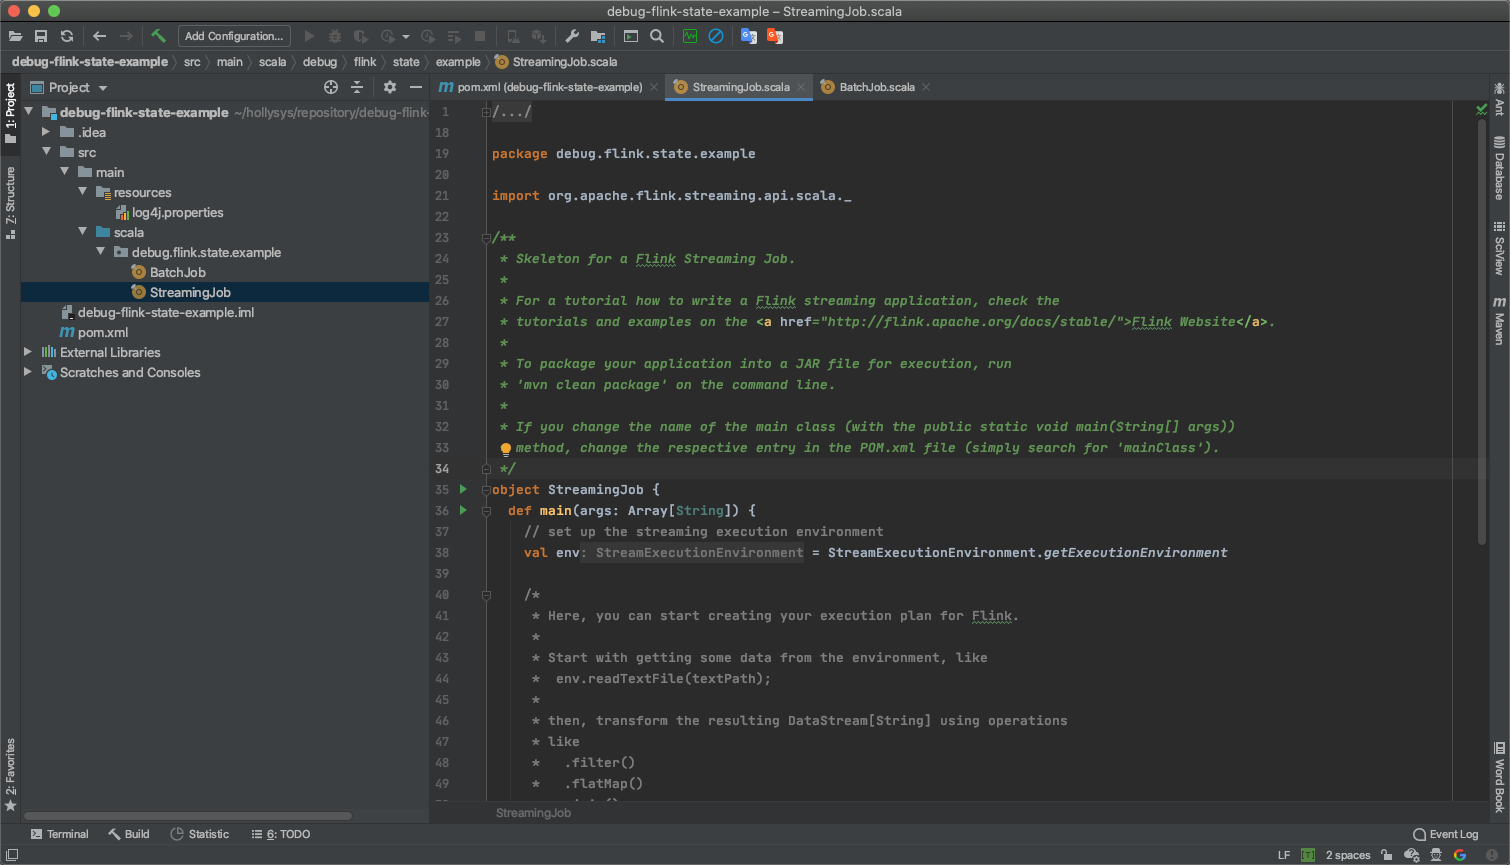 debug-flink-state-example – StreamingJob.scala
Add Configuration...
debug-flink-state-example src main scala debug flink state example StreamingJob.scala
1: Project
Z: Structure
2: Favorites
Project
debug-flink-state-example ~/hollysys/repository/debug-flink-
.idea
src
main
resources
log4j.properties
scala
debug.flink.state.example
BatchJob
StreamingJob
debug-flink-state-example.iml
pom.xml
External Libraries
Scratches and Consoles
pom.xml (debug-flink-state-example) StreamingJob.scala BatchJob.scala
1 /.../
18
19 package debug.flink.state.example
20
21 import org.apache.flink.streaming.api.scala._
22
23 /**
24 * Skeleton for a Flink Streaming Job.
25 *
26 * For a tutorial how to write a Flink streaming application, check the
27 * tutorials and examples on the <a href="http://flink.apache.org/docs/stable/">Flink Website</a>.
28 *
29 * To package your application into a JAR file for execution, run
30 * 'mvn clean package' on the command line.
31 *
32 * If you change the name of the main class (with the public static void main(String[] args))
33 method, change the respective entry in the POM.xml file (simply search for 'mainClass').
34 */
35 object StreamingJob {
36 def main(args: Array[String]) {
37 // set up the streaming execution environment
38 val env: StreamExecutionEnvironment = StreamExecutionEnvironment.getExecutionEnvironment
39
40 /*
41 * Here, you can start creating your execution plan for Flink.
42 *
43 * Start with getting some data from the environment, like
44 * env.readTextFile(textPath);
45 *
46 * then, transform the resulting DataStream[String] using operations
47 * like
48 * .filter()
49 * .flatMap()
StreamingJob
Ant
Database
SciView
m Maven
Word Book
Terminal Build Statistic 6: TODO Event Log
LF [T] 2 spaces